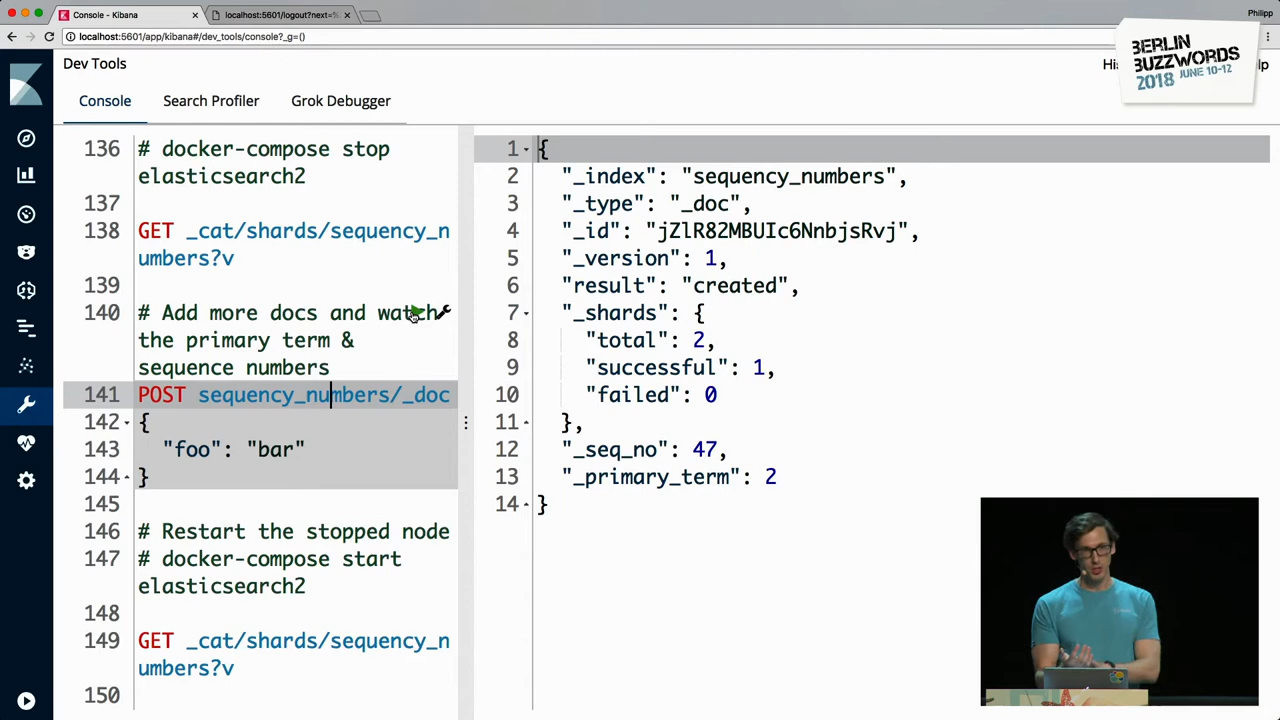 Console - Kibana
localhost:5601/logout?next=%
Philipp
localhost:5601/app/kibana#/dev_tools/console?_g=()
Dev Tools
BERLIN
BUZZWORDS
2018 JUNE 10-12
Console
Search Profiler
Grok Debugger
136 # docker-compose stop
elasticsearch2
137
138 GET _cat/shards/sequency_n
umbers?v
139
140 # Add more docs and watch
the primary term &
sequence numbers
141 POST sequency_numbers/_doc
142 {
143 "foo": "bar"
144 }
145
146 # Restart the stopped node
147 # docker-compose start
elasticsearch2
148
149 GET _cat/shards/sequency_n
umbers?v
150
1 {
2 "_index": "sequency_numbers",
3 "_type": "_doc",
4 "_id": "jZlR82MBUIc6NnbjsRvj",
5 "_version": 1,
6 "result": "created",
7 "_shards": {
8 "total": 2,
9 "successful": 1,
10 "failed": 0
11 },
12 "_seq_no": 47,
13 "_primary_term": 2
14 }